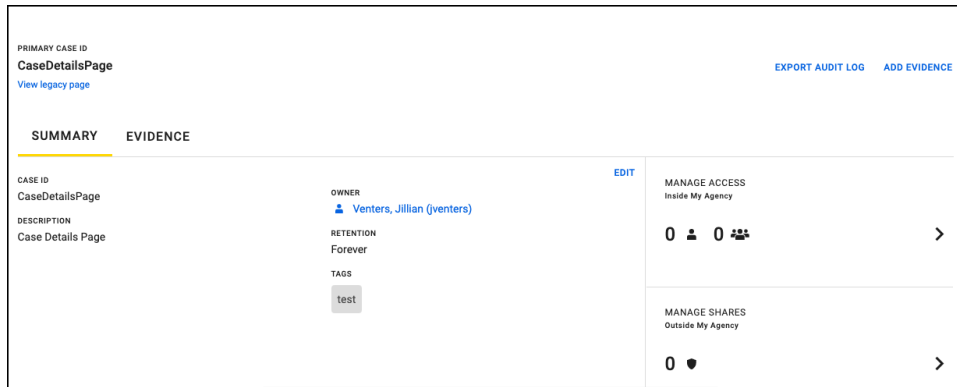 PRIMARY CASE ID
CaseDetailsPage
View legacy page
EXPORT AUDIT LOG ADD EVIDENCE
SUMMARY EVIDENCE
EDIT
CASE ID
CaseDetailsPage
DESCRIPTION
Case Details Page
OWNER
Venters, Jillian (jventers)
RETENTION
Forever
TAGS
test
MANAGE ACCESS
Inside My Agency
0 0
MANAGE SHARES
Outside My Agency
0